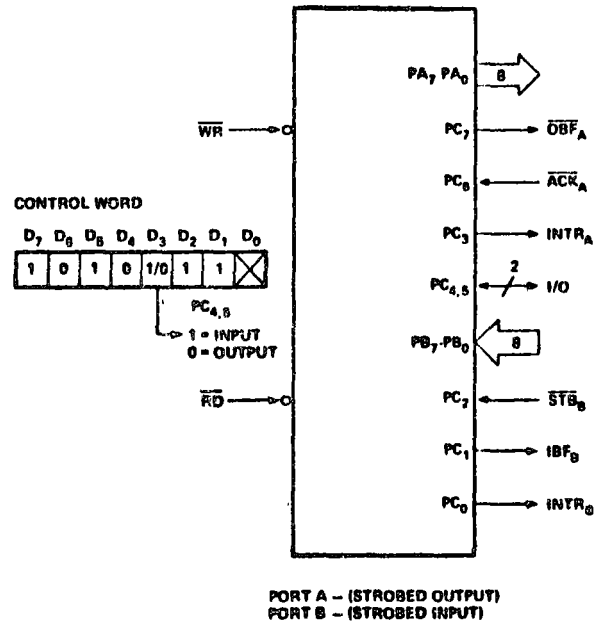 PA7 PA0 8
WR
PC7 OBFA
PC6 ACKA
CONTROL WORD
PC3 INTRA
D7 D6 D5 D4 D3 D2 D1 D0
1 0 1 0 1/0 1 1
PC4,5 2 I/O
PC4,5
1 = INPUT
0 = OUTPUT
PB7-PB0 8
RD
PC2 STBB
PC1 IBFB
PC0 INTRB
PORT A – (STROBED OUTPUT)
PORT B – (STROBED INPUT)